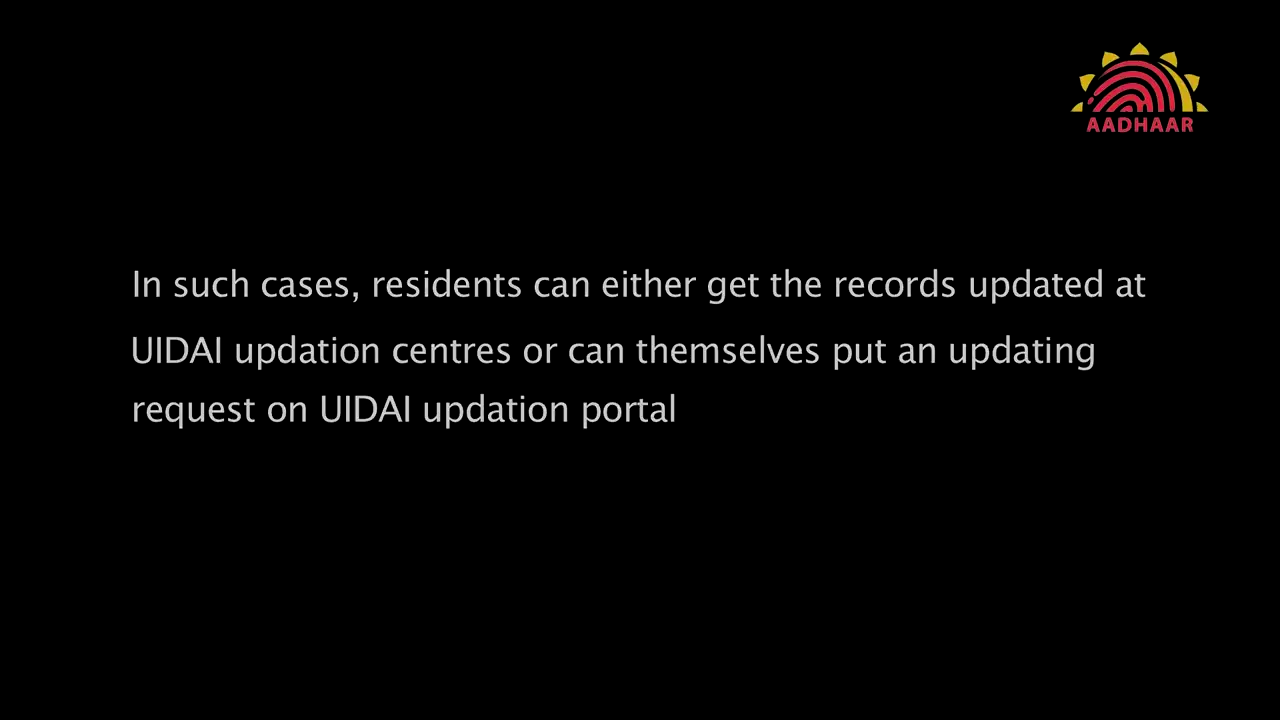 AADHAAR
In such cases, residents can either get the records updated at
UIDAI updation centres or can themselves put an updating
request on UIDAI updation portal